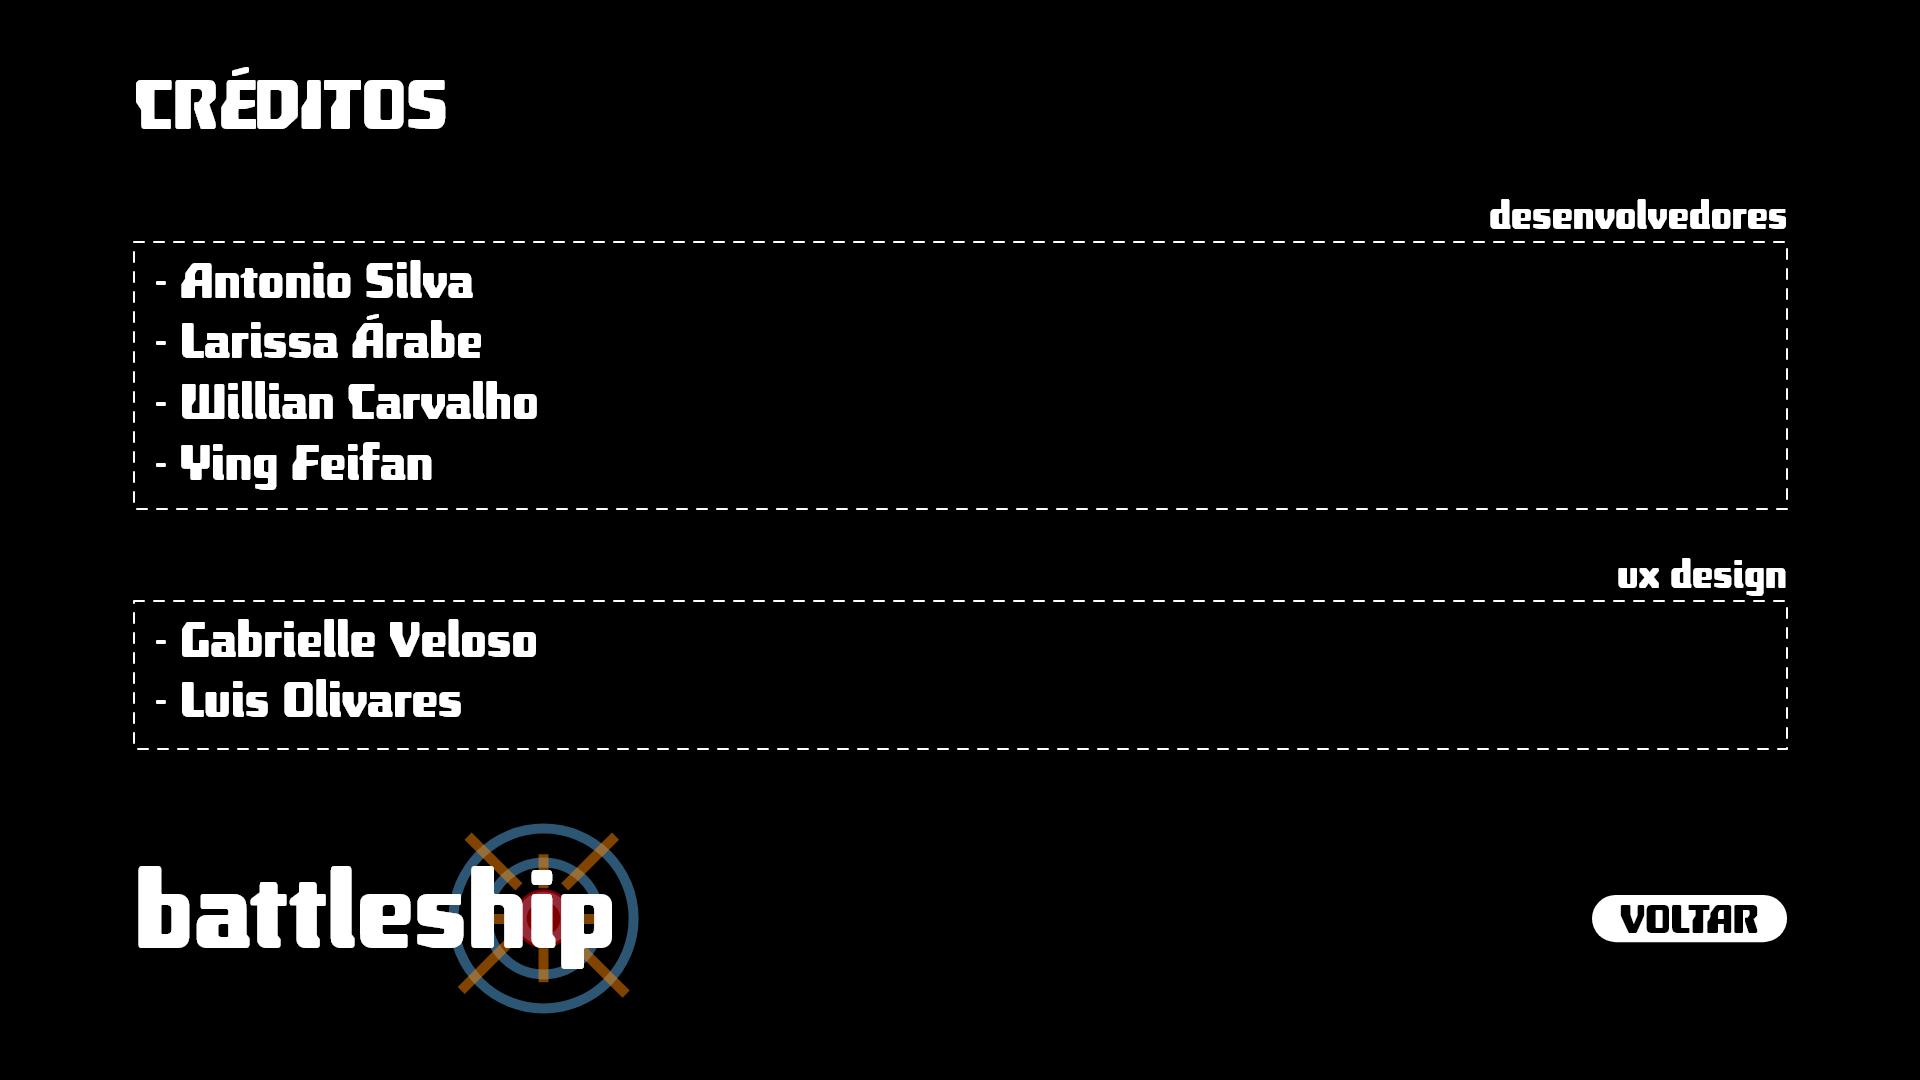 CRÉDITOS
desenvolvedores
- Antonio Silva
- Larissa Árabe
- Willian Carvalho
- Ying Feifan
ux design
- Gabrielle Veloso
- Luis Olivares
battleship
VOLTAR